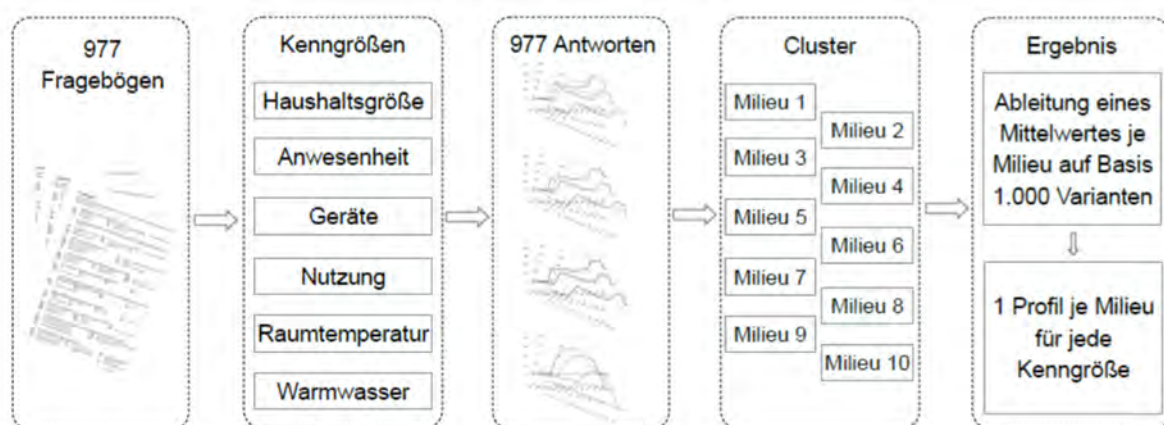 977
Fragebögen
Kenngrößen
Haushaltsgröße
Anwesenheit
Geräte
Nutzung
Raumtemperatur
Warmwasser
977 Antworten
Cluster
Milieu 1
Milieu 2
Milieu 3
Milieu 4
Milieu 5
Milieu 6
Milieu 7
Milieu 8
Milieu 9
Milieu 10
Ergebnis
Ableitung eines
Mittelwertes je
Milieu auf Basis
1.000 Varianten
1 Profil je Milieu
für jede
Kenngröße